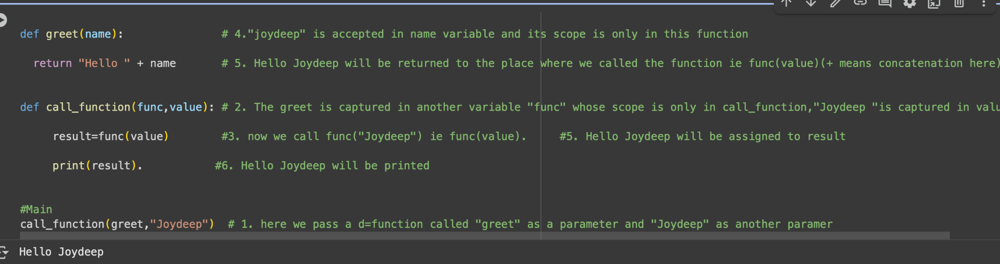 def greet(name): # 4."joydeep" is accepted in name variable and its scope is only in this function
return "Hello " + name # 5. Hello Joydeep will be returned to the place where we called the function ie func(value)(+ means concatenation here)
def call_function(func,value): # 2. The greet is captured in another variable "func" whose scope is only in call_function,"Joydeep "is captured in valu
result=func(value) #3. now we call func("Joydeep") ie func(value). #5. Hello Joydeep will be assigned to result
print(result). #6. Hello Joydeep will be printed
#Main
call_function(greet,"Joydeep") # 1. here we pass a d=function called "greet" as a parameter and "Joydeep" as another paramer
Hello Joydeep